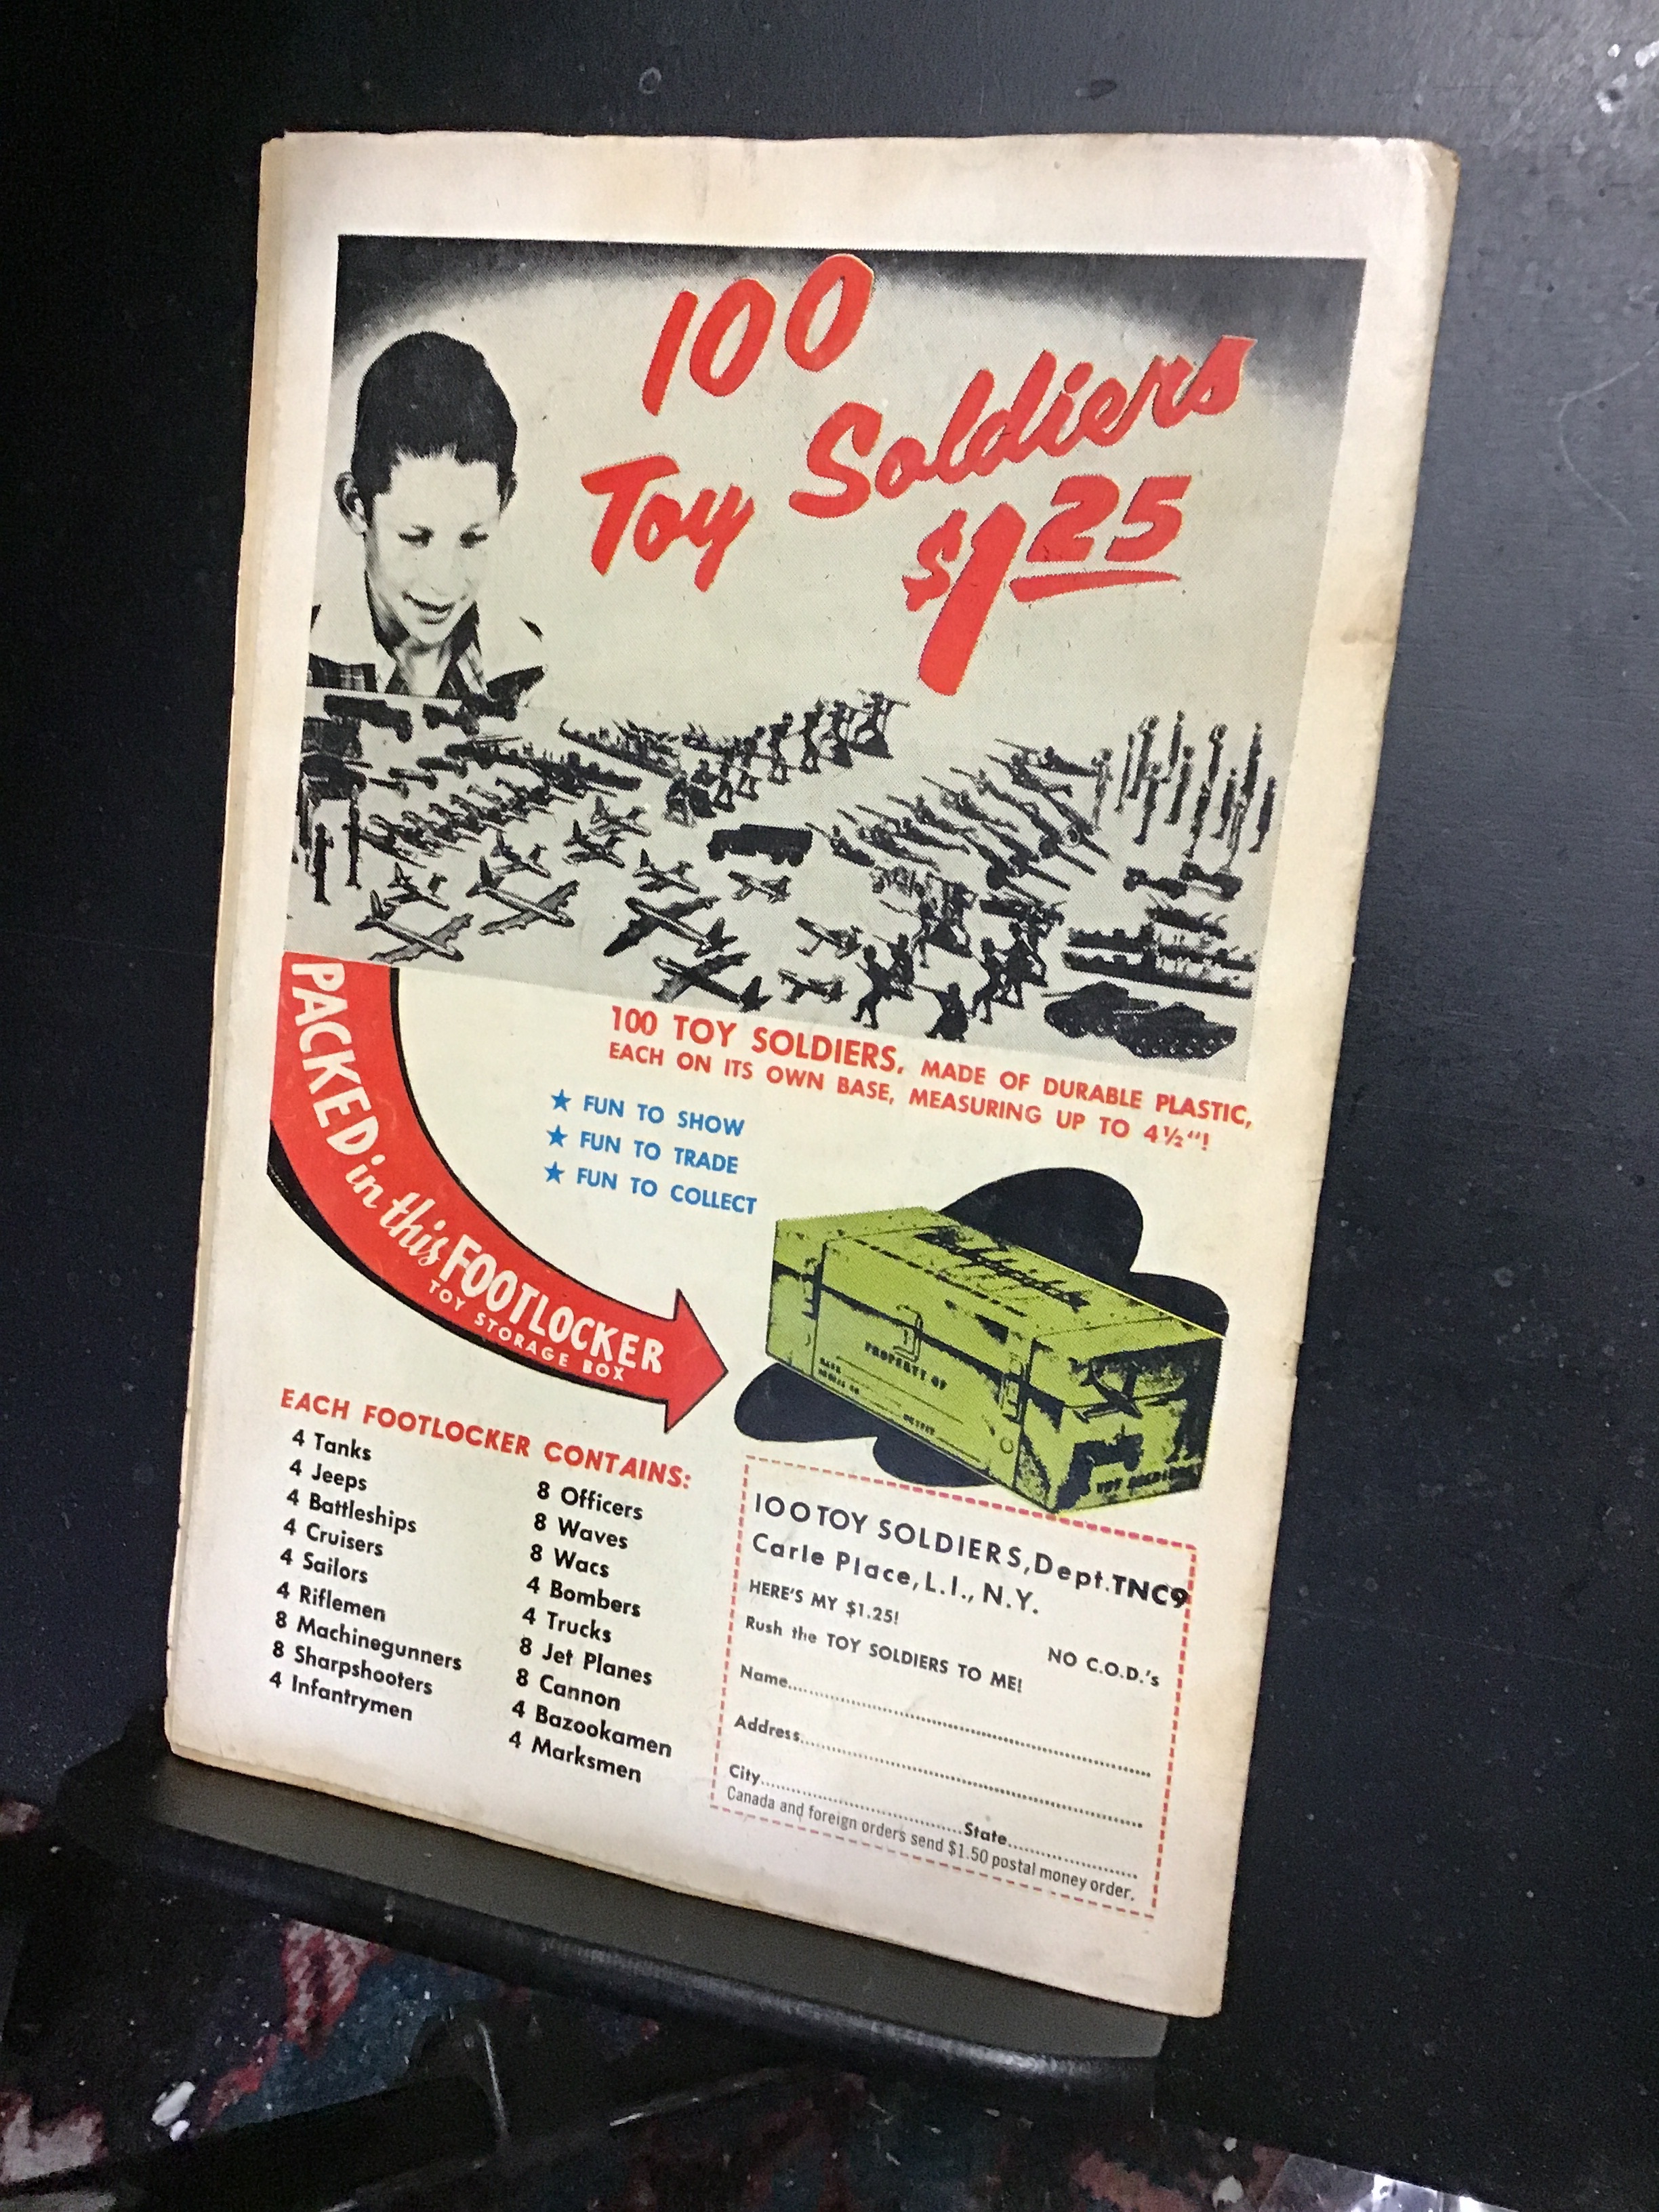 100
Toy Soldiers
$1 25
100 TOY SOLDIERS, MADE OF DURABLE PLASTIC,
EACH ON ITS OWN BASE, MEASURING UP TO 4½"!
★ FUN TO SHOW
★ FUN TO TRADE
★ FUN TO COLLECT
PACKED in this FOOTLOCKER
TOY STORAGE BOX
PROPERTY OF
EACH FOOTLOCKER CONTAINS:
4 Tanks
4 Jeeps
4 Battleships
4 Cruisers
4 Sailors
4 Riflemen
8 Machinegunners
8 Sharpshooters
4 Infantrymen
8 Officers
8 Waves
8 Wacs
4 Bombers
4 Trucks
8 Jet Planes
8 Cannon
4 Bazookamen
4 Marksmen
100 TOY SOLDIERS, Dept. TNC9
Carle Place, L.I., N.Y.
HERE'S MY $1.25!
NO C.O.D.'s
Rush the TOY SOLDIERS TO ME!
Name
Address
City State
Canada and foreign orders send $1.50 postal money order.